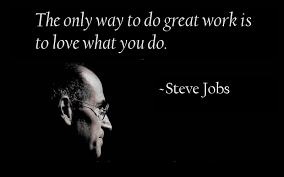 The only way to do great work is
to love what you do.
~Steve Jobs